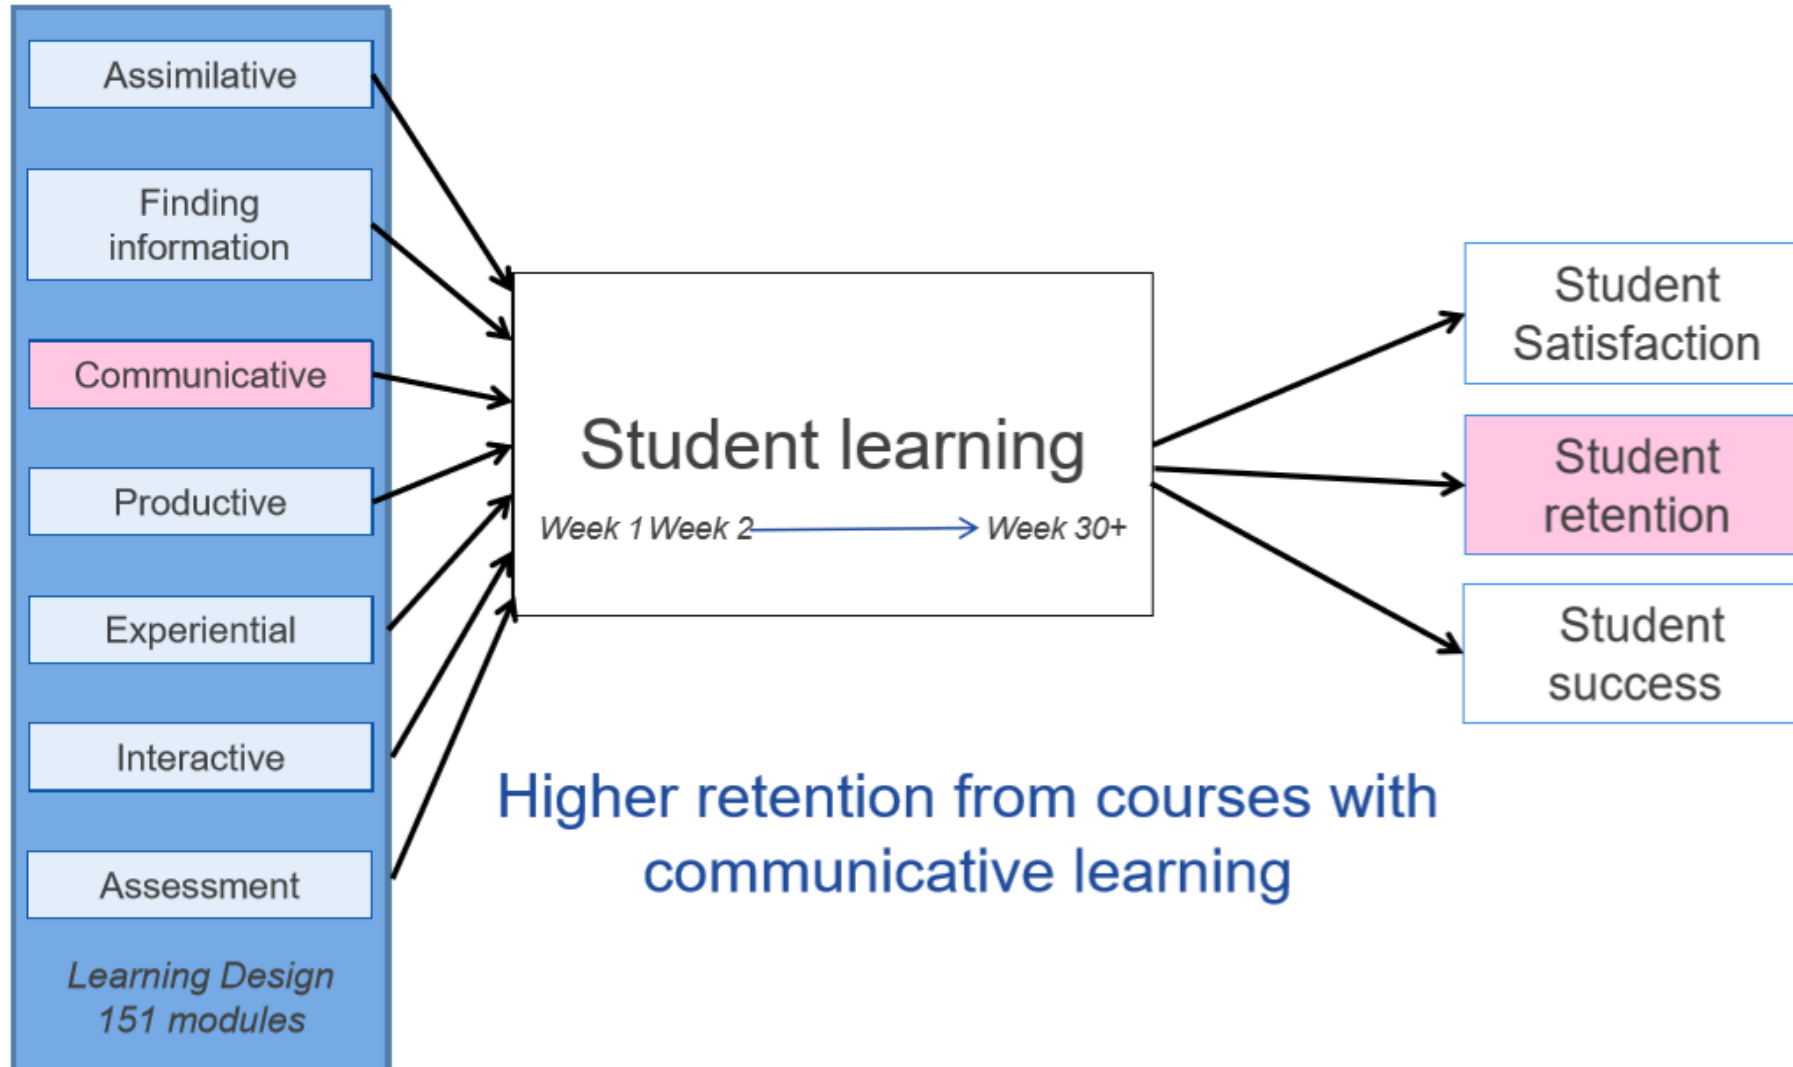 Assimilative
Finding
information
Communicative
Productive
Experiential
Interactive
Assessment
Learning Design
151 modules
Student learning
Week 1 Week 2 Week 30+
Higher retention from courses with
communicative learning
Student
Satisfaction
Student
retention
Student
success